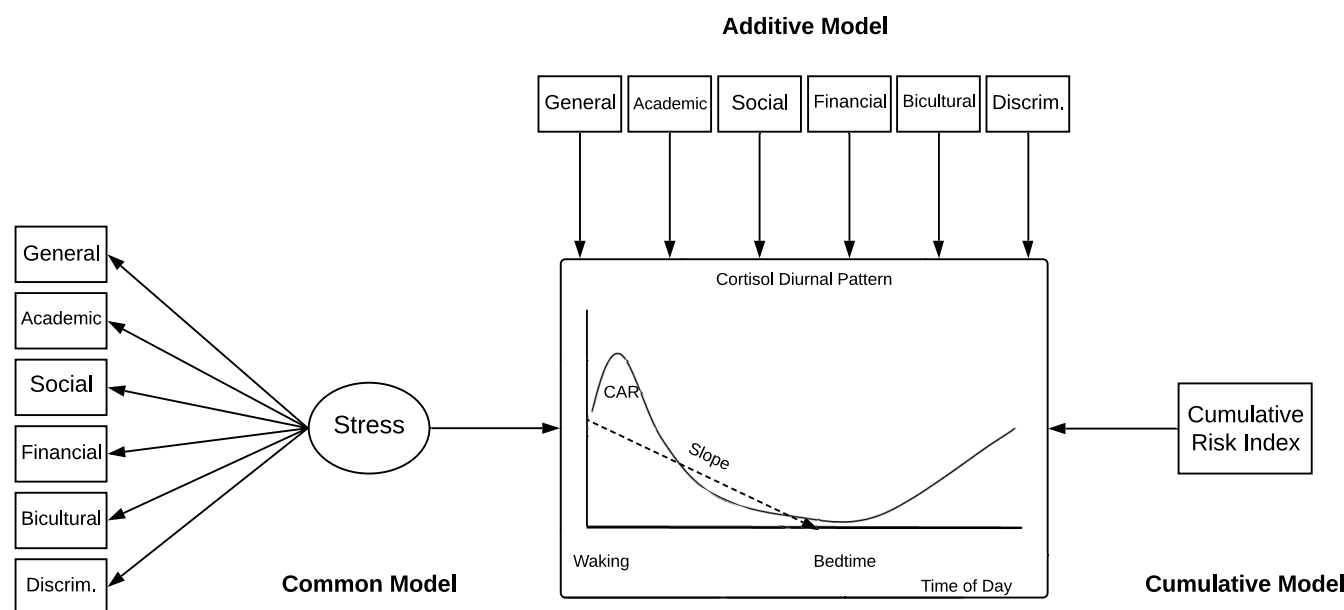 Additive Model
General
Academic
Social
Financial
Bicultural
Discrim.
General
Academic
Social
Financial
Bicultural
Discrim.
Stress
Common Model
Cortisol Diurnal Pattern
CAR
Slope
Waking
Bedtime
Time of Day
Cumulative
Risk Index
Cumulative Model